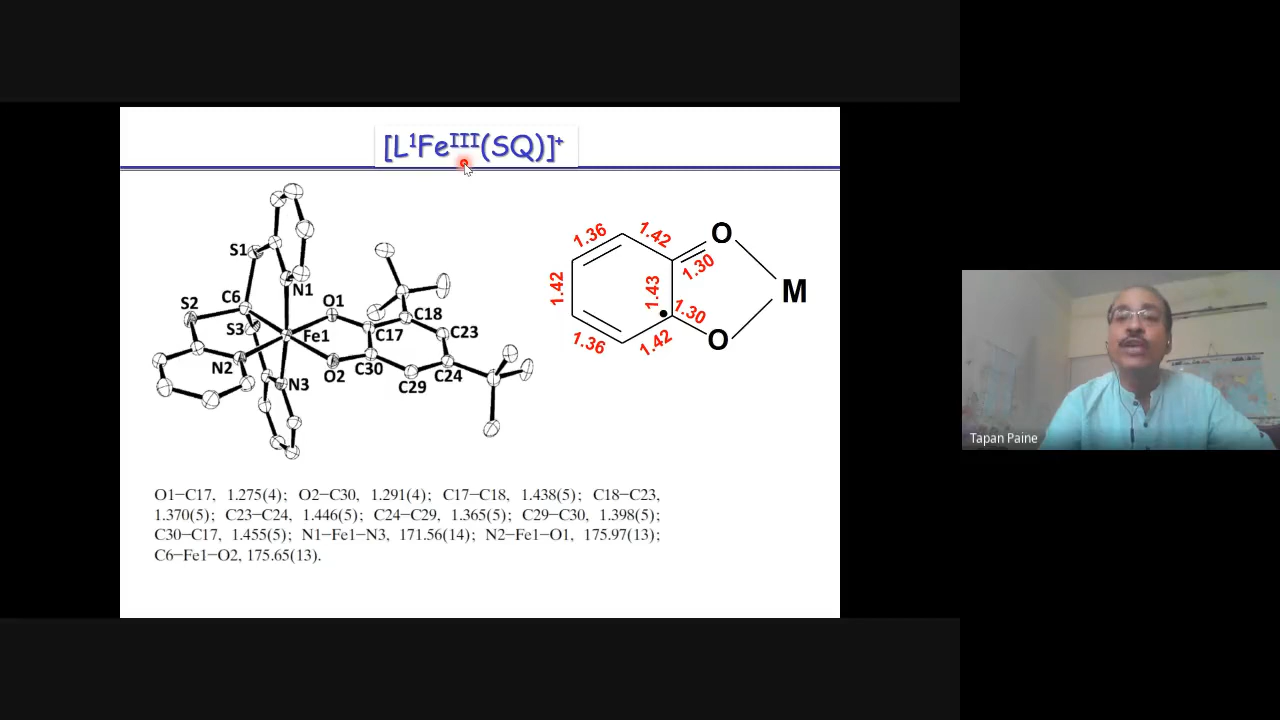 [L¹Feᴵᴵᴵ(SQ)]⁺
S1
N1
S2
C6
S3
O1
C18
C17
C23
Fe1
N2
O2
C30
C24
C29
N3
1.36
1.42
O
1.30
1.42
1.43
M
1.30
1.36
1.42
O
O1−C17, 1.275(4); O2−C30, 1.291(4); C17−C18, 1.438(5); C18−C23,
1.370(5); C23−C24, 1.446(5); C24−C29, 1.365(5); C29−C30, 1.398(5);
C30−C17, 1.455(5); N1−Fe1−N3, 171.56(14); N2−Fe1−O1, 175.97(13);
C6−Fe1−O2, 175.65(13).
Tapan Paine